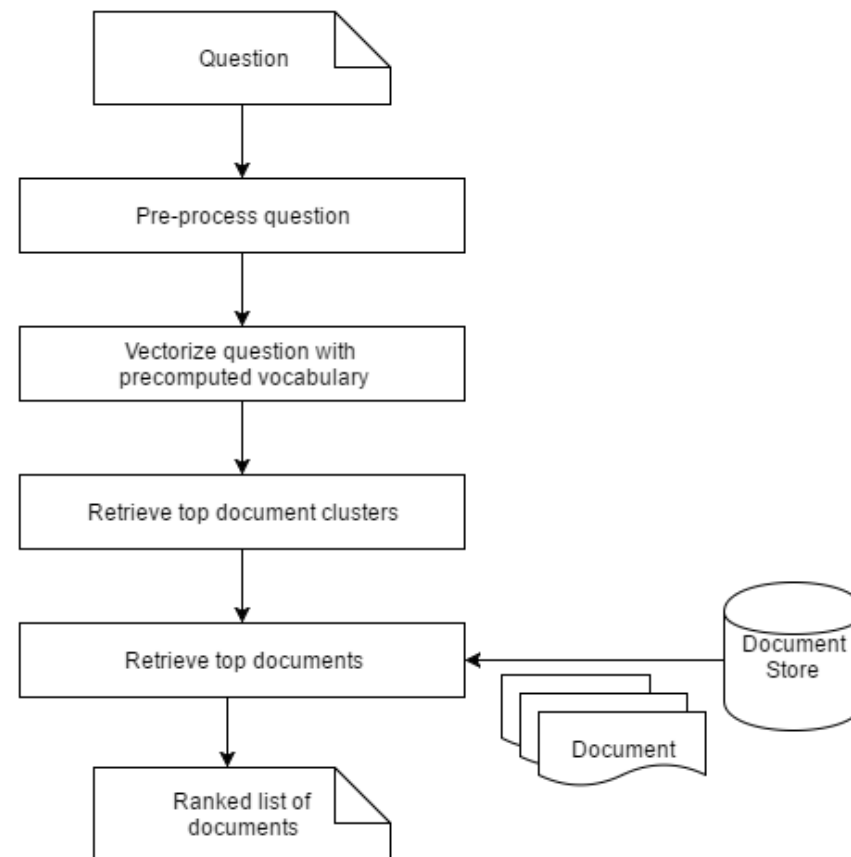 Question
Pre-process question
Vectorize question with
precomputed vocabulary
Retrieve top document clusters
Retrieve top documents
Document
Store
Document
Ranked list of
documents